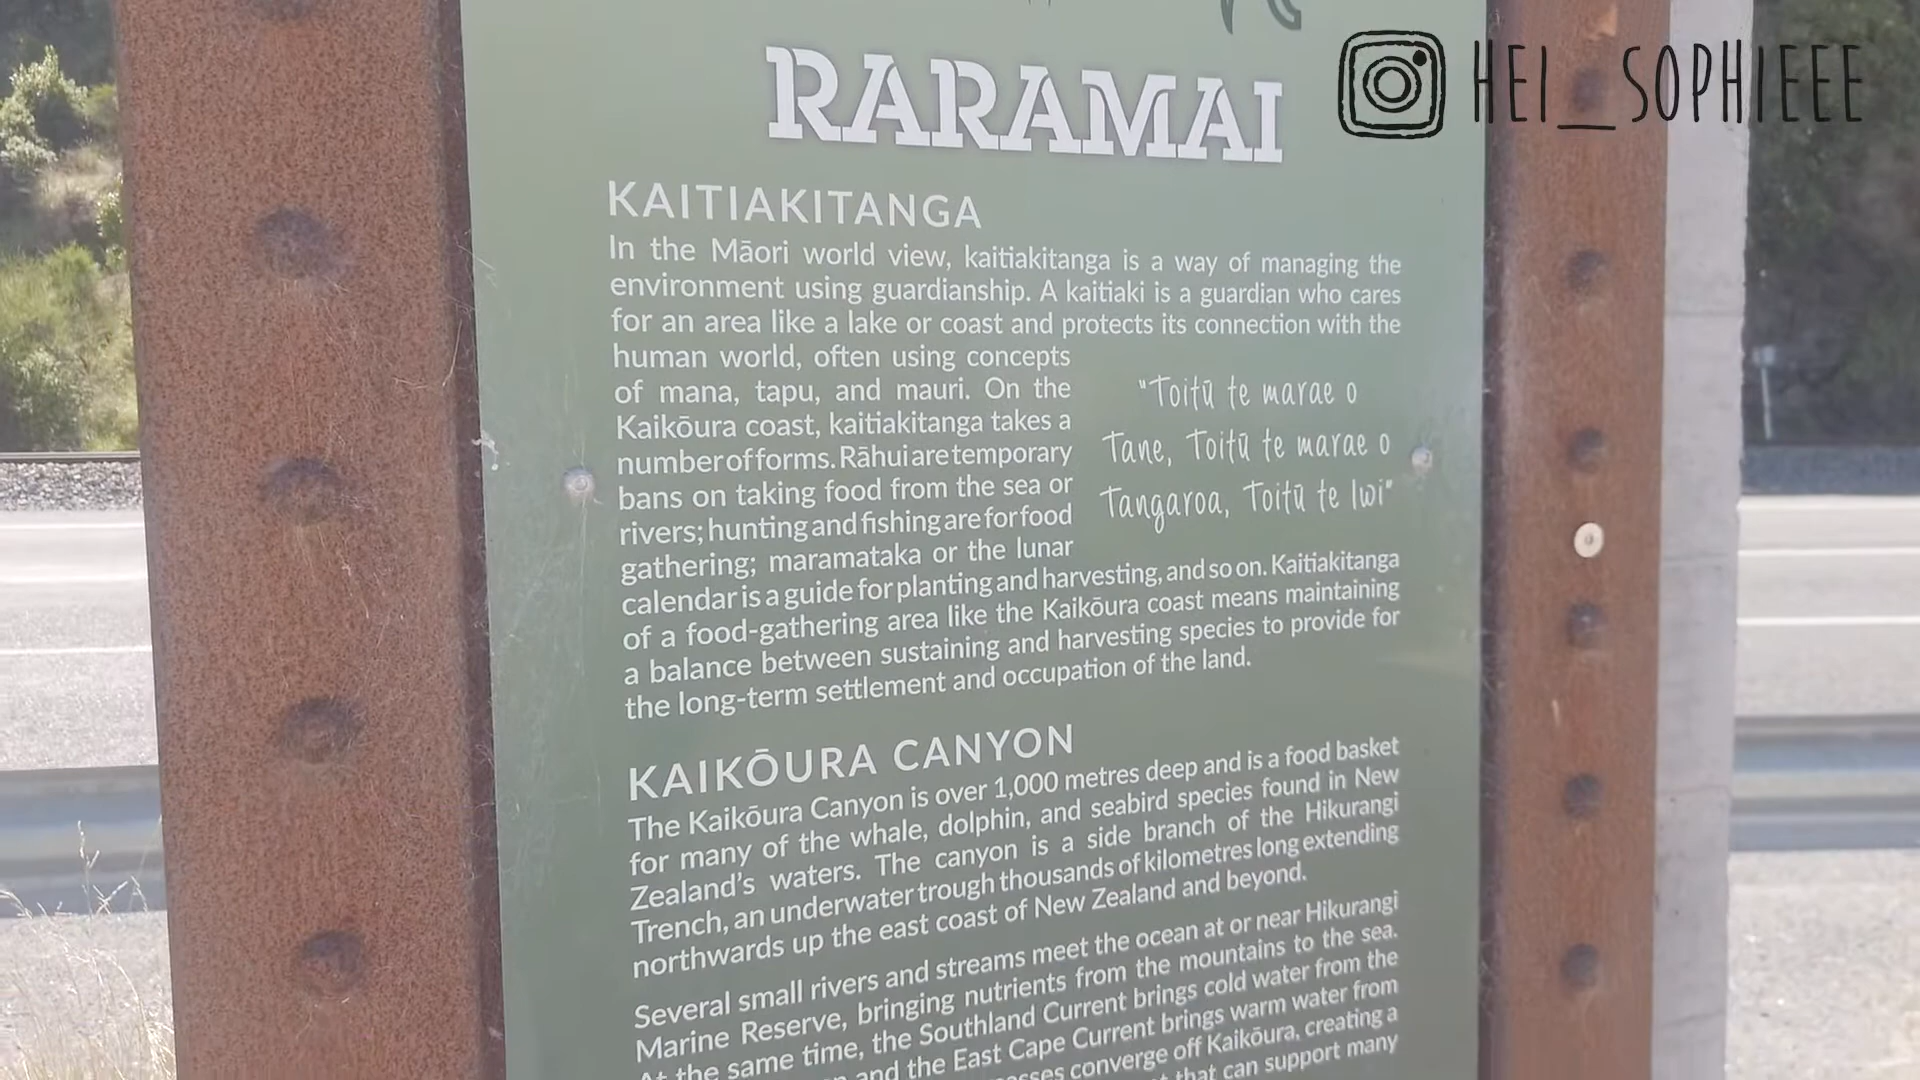 RARAMAI
HEI_SOPHIEEE
KAITIAKITANGA
In the Māori world view, kaitiakitanga is a way of managing the
environment using guardianship. A kaitiaki is a guardian who cares
for an area like a lake or coast and protects its connection with the
human world, often using concepts
of mana, tapu, and mauri. On the
Kaikōura coast, kaitiakitanga takes a
number of forms. Rāhui are temporary
bans on taking food from the sea or
rivers; hunting and fishing are for food
gathering; maramataka or the lunar
"Toitū te marae o
Tane, Toitū te marae o
Tangaroa, Toitū te Iwi"
calendar is a guide for planting and harvesting, and so on. Kaitiakitanga
of a food-gathering area like the Kaikōura coast means maintaining
a balance between sustaining and harvesting species to provide for
the long-term settlement and occupation of the land.
KAIKŌURA CANYON
The Kaikōura Canyon is over 1,000 metres deep and is a food basket
for many of the whale, dolphin, and seabird species found in New
Zealand's waters. The canyon is a side branch of the Hikurangi
Trench, an underwater trough thousands of kilometres long extending
northwards up the east coast of New Zealand and beyond.
Several small rivers and streams meet the ocean at or near Hikurangi
Marine Reserve, bringing nutrients from the mountains to the sea.
At the same time, the Southland Current brings cold water from the
and the East Cape Current brings warm water from
converge off Kaikōura, creating a
that can support many